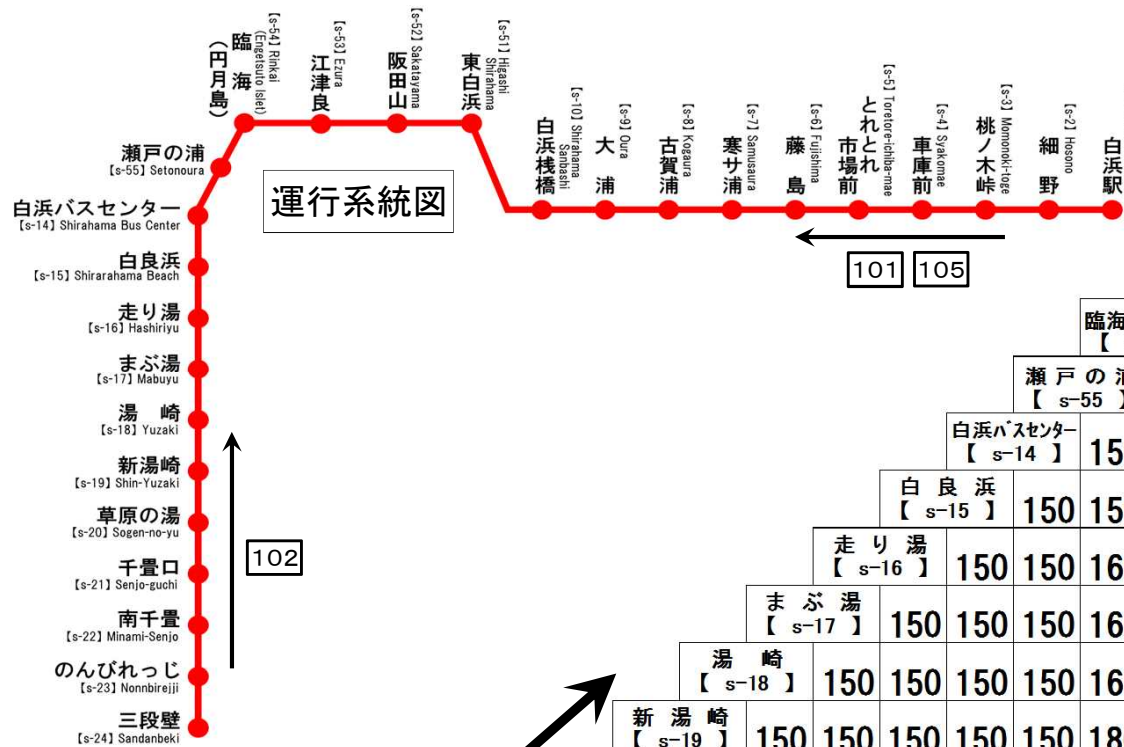 臨海
(円月島)
[s-54] Rinkai
(Engetsuto Islet)
江津良
[s-53] Ezura
阪田山
[s-52] Sakatayama
東白浜
[s-51] Higashi
Shirahama
白浜桟橋
[s-10] Shirahama
Sanbashi
大浦
[s-9] Oura
古賀浦
[s-8] Kogaura
寒サ浦
[s-7] Samusaura
藤島
[s-6] Fujishima
とれとれ
市場前
[s-5] Toretore-ichiba-mae
車庫前
[s-4] Syakomae
桃ノ木峠
[s-3] Momonoki-toge
細野
[s-2] Hosono
白浜駅
瀬戸の浦
[s-55] Setonoura
運行系統図
白浜バスセンター
[s-14] Shirahama Bus Center
白良浜
[s-15] Shirarahama Beach
走り湯
[s-16] Hashiriyu
まぶ湯
[s-17] Mabuyu
湯 崎
[s-18] Yuzaki
新湯崎
[s-19] Shin-Yuzaki
草原の湯
[s-20] Sogen-no-yu
千畳口
[s-21] Senjo-guchi
南千畳
[s-22] Minami-Senjo
のんびれっじ
[s-23] Nonnbirejji
三段壁
[s-24] Sandanbeki
101 105
102
臨海
【
瀬戸の浦
【 s-55 】
白浜バスセンター
【 s-14 】 15
白良浜
【 s-15 】 150 15
走り湯
【 s-16 】 150 150 16
まぶ湯
【 s-17 】 150 150 150 16
湯崎
【 s-18 】 150 150 150 150 16
新湯崎
【 s-19 】 150 150 150 150 150 18